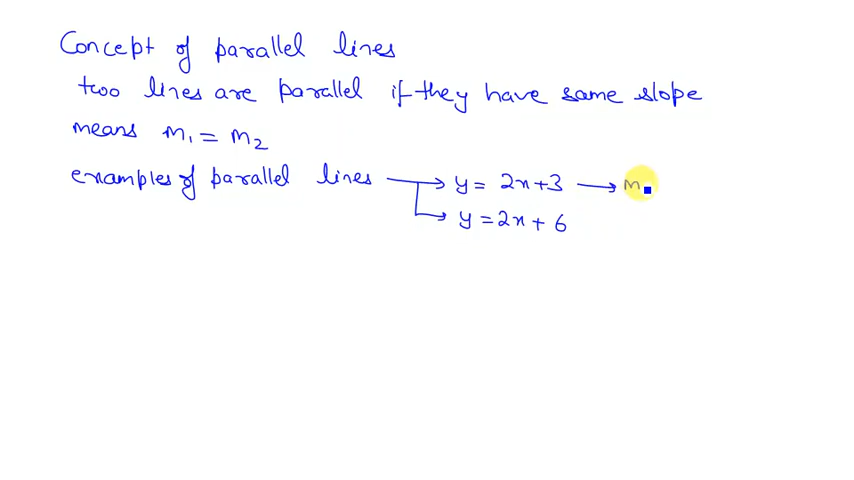 Concept of parallel lines
two lines are parallel if they have same slope
means m₁ = m₂
examples of parallel lines → y = 2x+3 → m
→ y = 2x + 6